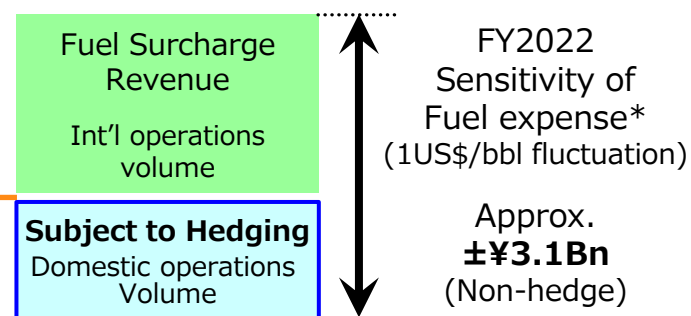 Fuel Surcharge
Revenue
Int’l operations
volume
Subject to Hedging
Domestic operations
Volume
FY2022
Sensitivity of
Fuel expense*
(1US$/bbl fluctuation)
Approx.
±¥3.1Bn
(Non-hedge)